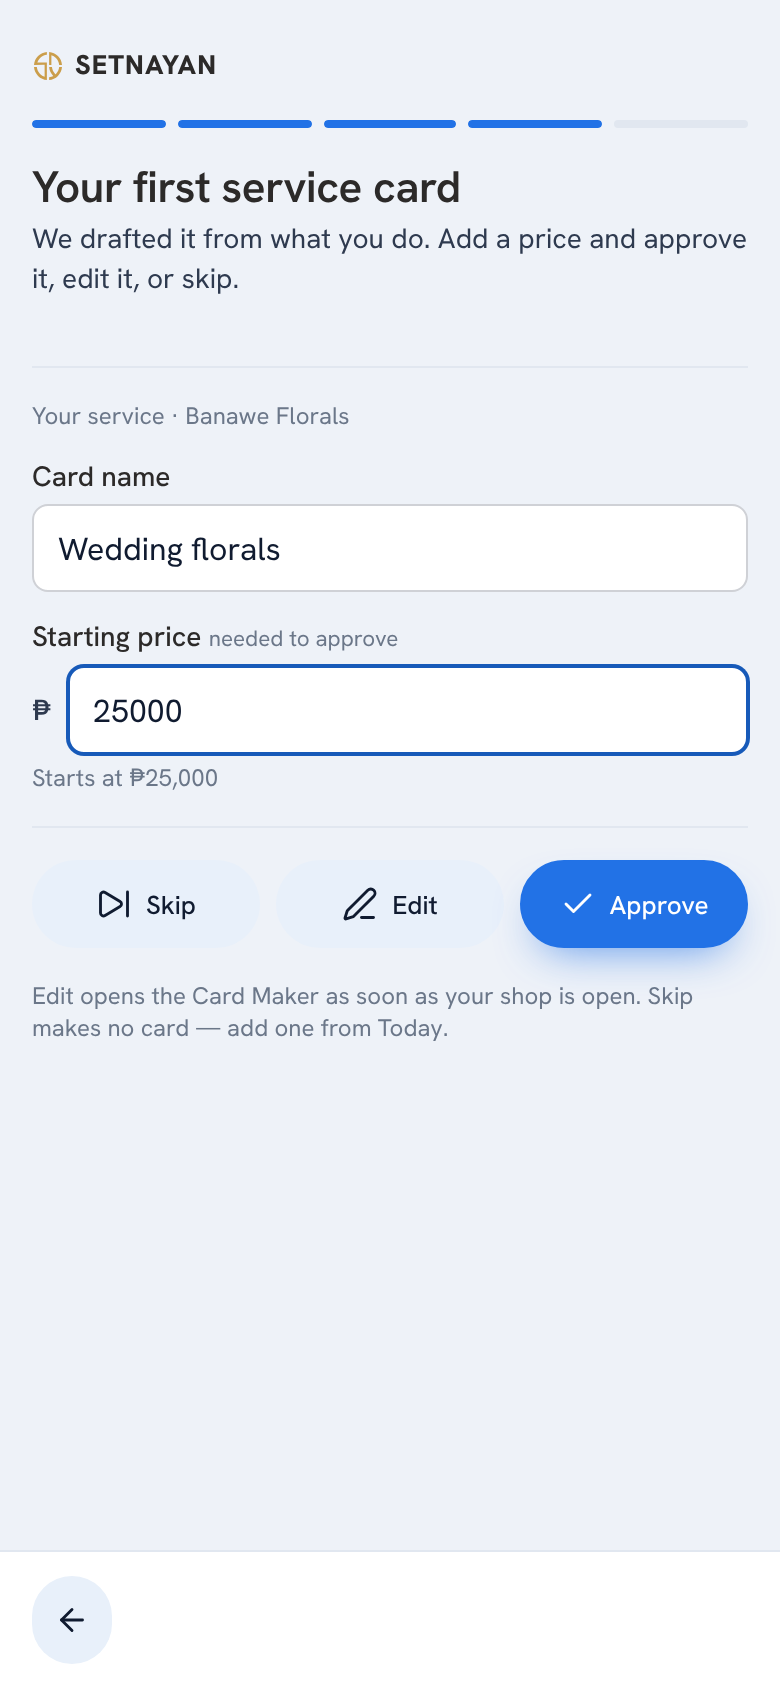 SETNAYAN
Your first service card
We drafted it from what you do. Add a price and approve
it, edit it, or skip.
Your service · Banawe Florals
Card name
Wedding florals
Starting price needed to approve
₱ 25000
Starts at ₱25,000
Skip
Edit
Approve
Edit opens the Card Maker as soon as your shop is open. Skip
makes no card — add one from Today.